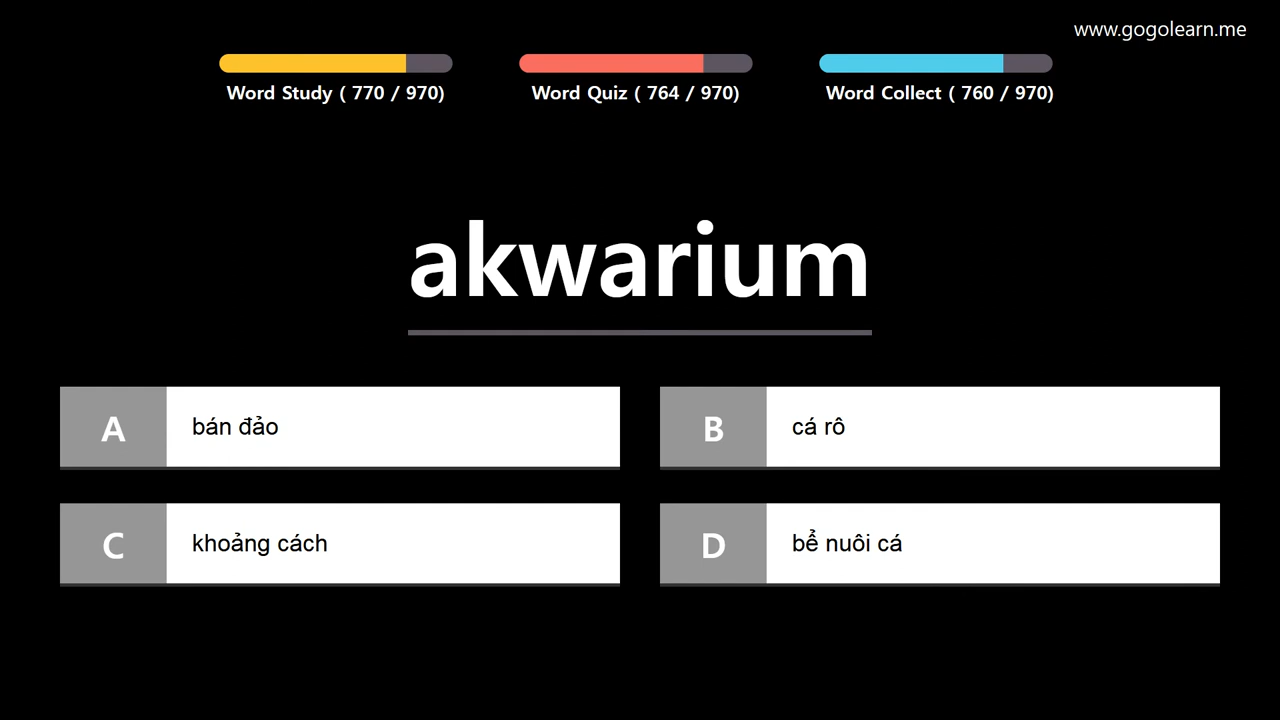 www.gogolearn.me
Word Study ( 770 / 970)
Word Quiz ( 764 / 970)
Word Collect ( 760 / 970)
akwarium
A
bán đảo
B
cá rô
C
khoảng cách
D
bể nuôi cá